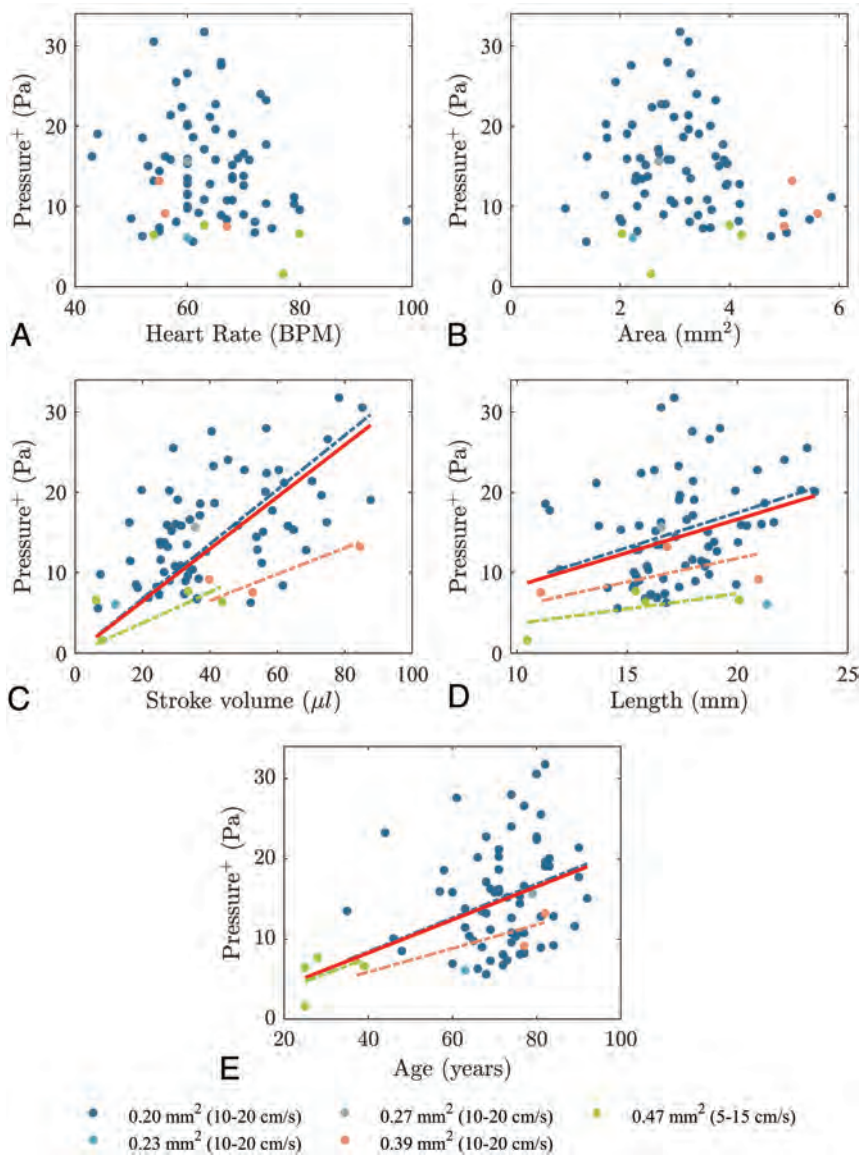 30
20
10
0
40
60
80
100
Pressure⁺ (Pa)
Heart Rate (BPM)
A
30
20
10
0
0
2
4
6
Pressure⁺ (Pa)
Area (mm²)
B
30
20
10
0
0
20
40
60
80
100
Pressure⁺ (Pa)
Stroke volume (μl)
C
30
20
10
0
10
15
20
25
Pressure⁺ (Pa)
Length (mm)
D
30
20
10
0
20
40
60
80
100
Pressure⁺ (Pa)
Age (years)
E
0.20 mm² (10-20 cm/s)
0.27 mm² (10-20 cm/s)
0.47 mm² (5-15 cm/s)
0.23 mm² (10-20 cm/s)
0.39 mm² (10-20 cm/s)